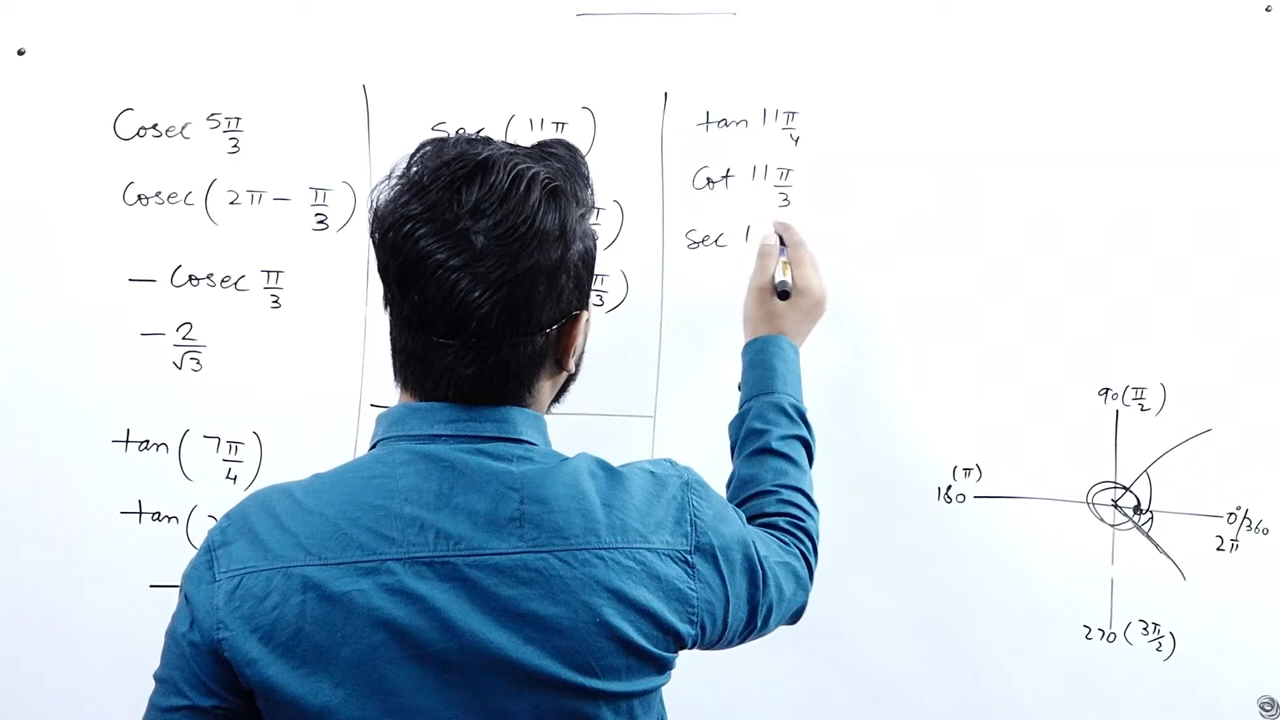 Cosec 5π/3
Cosec(2π − π/3)
− Cosec π/3
− 2/√3
tan(7π/4)
tan(
−
sec(11π)
π/3)
tan 11π/4
Cot 11π/3
Sec 1
90(π/2)
(π)
180
0°/360
2π
270(3π/2)